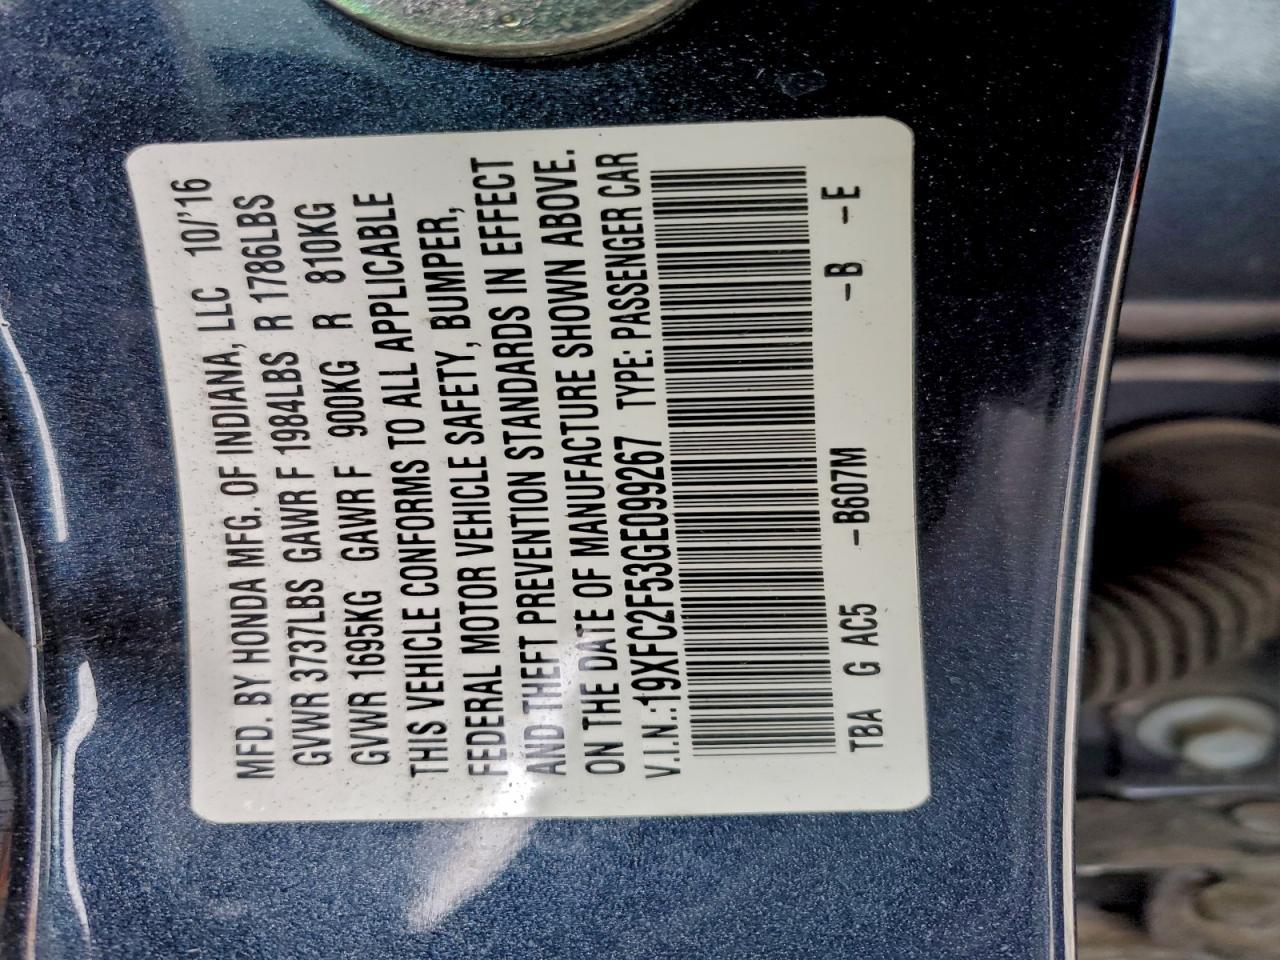 MFD. BY HONDA MFG. OF INDIANA, LLC 10/'16
GVWR 3737LBS GAWR F 1984LBS R 1786LBS
GVWR 1695KG GAWR F 900KG R 810KG
THIS VEHICLE CONFORMS TO ALL APPLICABLE
FEDERAL MOTOR VEHICLE SAFETY, BUMPER,
AND THEFT PREVENTION STANDARDS IN EFFECT
ON THE DATE OF MANUFACTURE SHOWN ABOVE.
V.I.N.:19XFC2F53GE099267 TYPE: PASSENGER CAR
TBA G AC5 -B607M -B -E